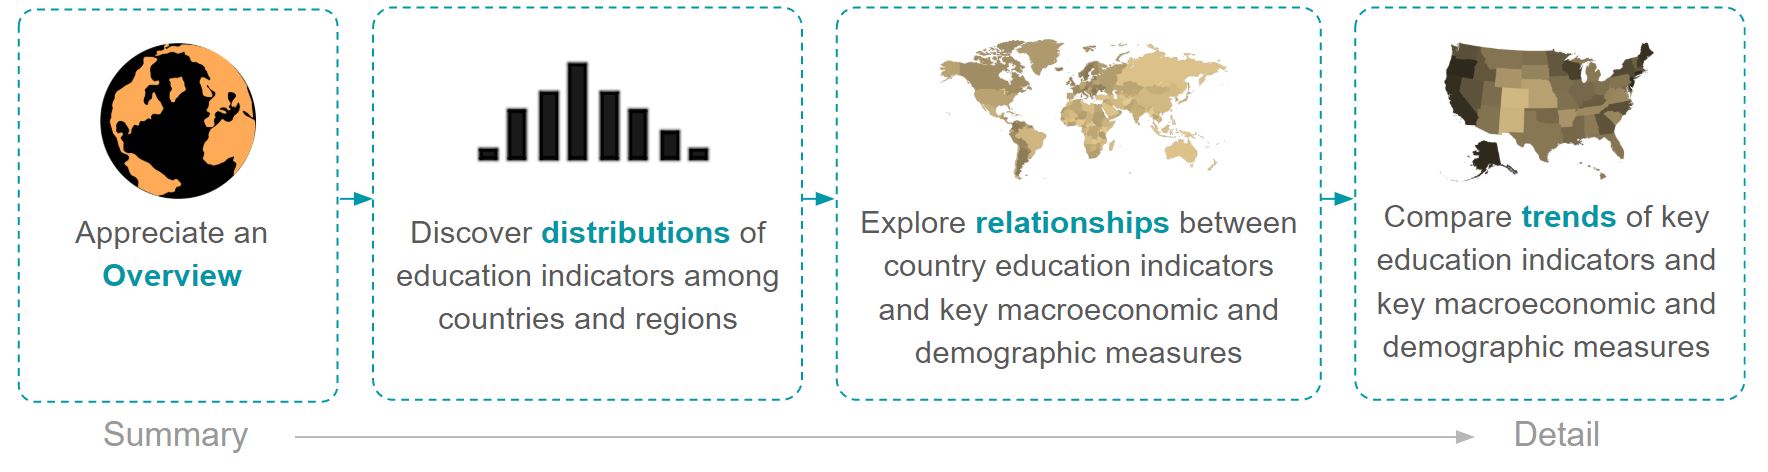 Appreciate an
Overview
Discover distributions of
education indicators among
countries and regions
Explore relationships between
country education indicators
and key macroeconomic and
demographic measures
Compare trends of key
education indicators and
key macroeconomic and
demographic measures
Summary
Detail